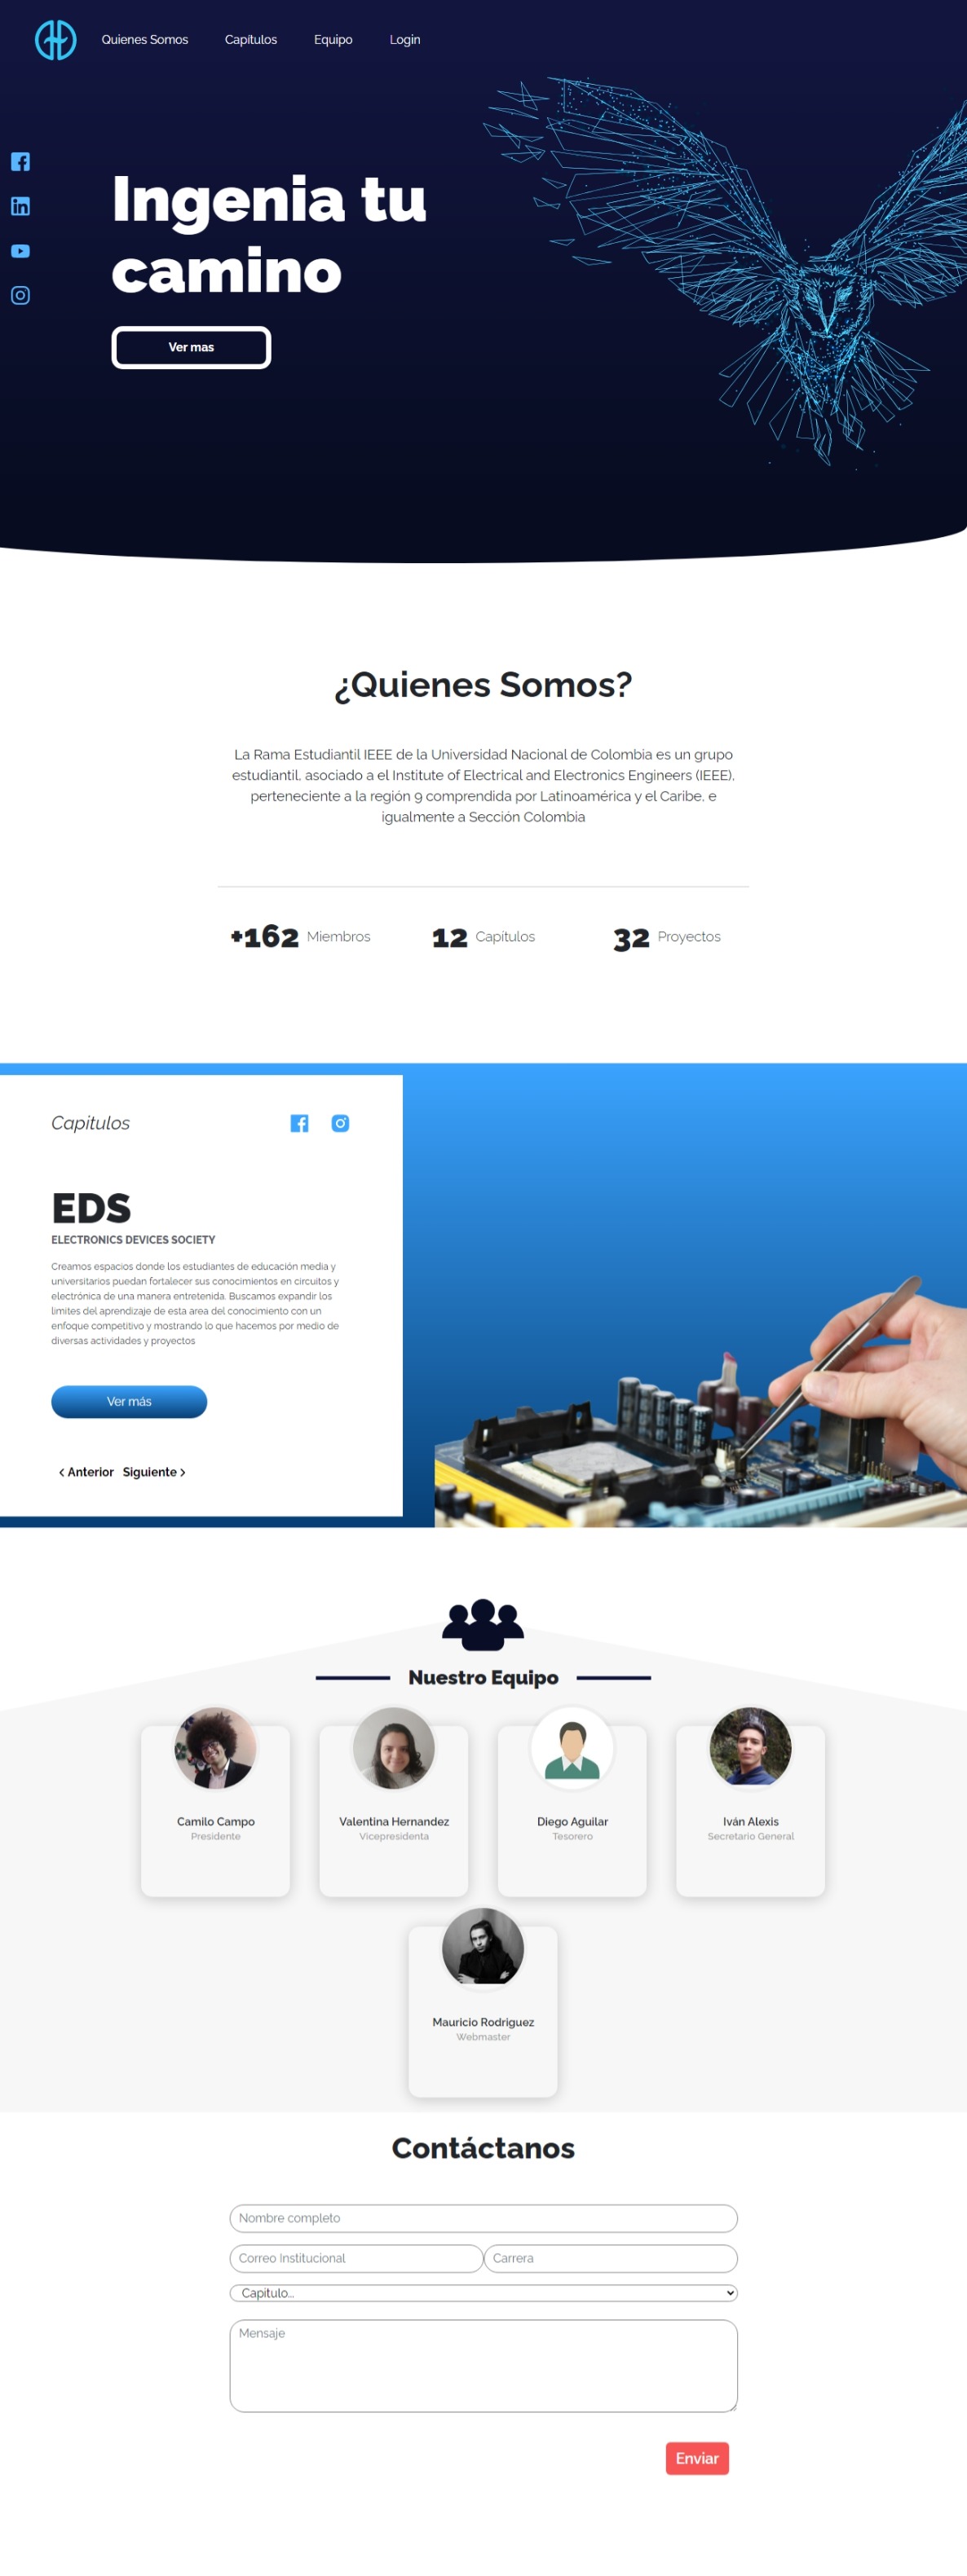 Quienes Somos Capítulos Equipo Login
Ingenia tu
camino
Ver mas
¿Quienes Somos?
La Rama Estudiantil IEEE de la Universidad Nacional de Colombia es un grupo
estudiantil, asociado a el Institute of Electrical and Electronics Engineers (IEEE),
perteneciente a la región 9 comprendida por Latinoamérica y el Caribe, e
igualmente a Sección Colombia
+162 Miembros 12 Capítulos 32 Proyectos
Capitulos
EDS
ELECTRONICS DEVICES SOCIETY
Creamos espacios donde los estudiantes de educación media y
universitarios puedan fortalecer sus conocimientos en circuitos y
electrónica de una manera entretenida. Buscamos expandir los
limites del aprendizaje de esta area del conocimiento con un
enfoque competitivo y mostrando lo que hacemos por medio de
diversas actividades y proyectos
Ver más
Anterior Siguiente
Nuestro Equipo
Camilo Campo
Presidente
Valentina Hernandez
Vicepresidenta
Diego Aguilar
Tesorero
Iván Alexis
Secretario General
Mauricio Rodriguez
Webmaster
Contáctanos
Nombre completo
Correo Institucional
Carrera
Capitulo...
Mensaje
Enviar